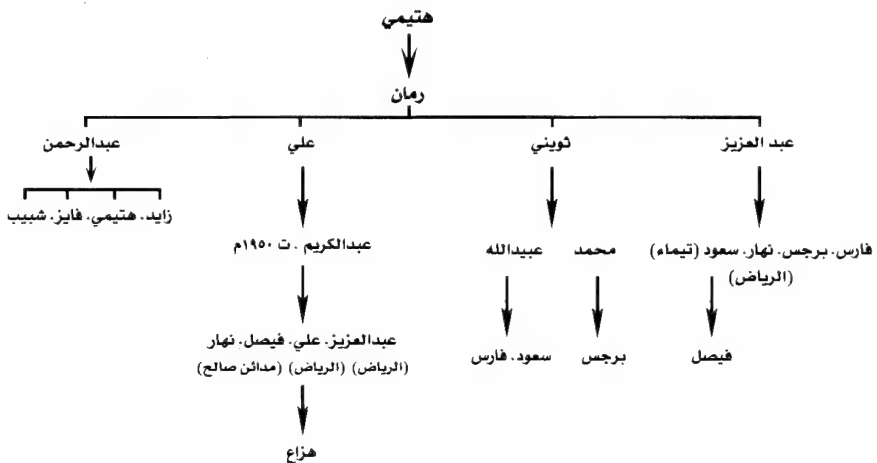 هتيمي
رمان
عبد العزيز
ثويني
علي
عبدالرحمن
فارس. برجس. نهار. سعود (تيماء)
(الرياض)
محمد
عبيدالله
عبدالكريم . ت ١٩٥٠م
زايد. هتيمي. فايز. شبيب
فيصل
برجس
سعود. فارس
عبدالعزيز. علي. فيصل. نهار
(الرياض) (الرياض) (مدائن صالح)
هزاع